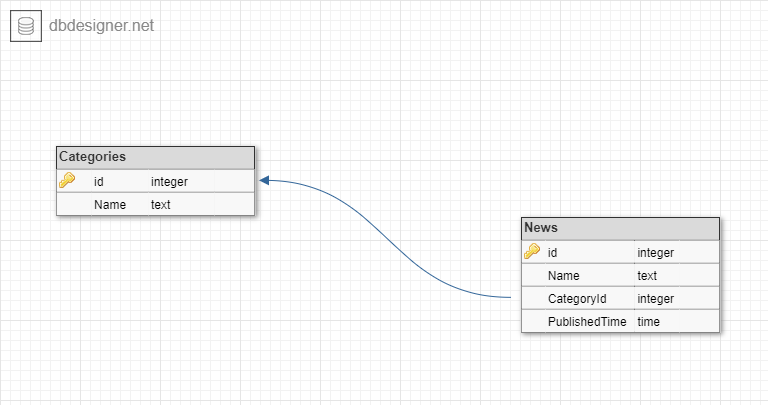 dbdesigner.net
Categories
id integer
Name text
News
id integer
Name text
CategoryId integer
PublishedTime time